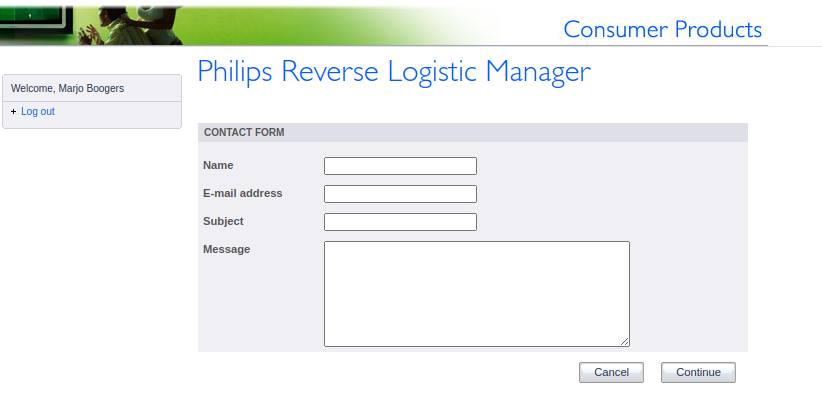 Consumer Products
Philips Reverse Logistic Manager
Welcome, Marjo Boogers
Log out
CONTACT FORM
Name
E-mail address
Subject
Message
Cancel
Continue